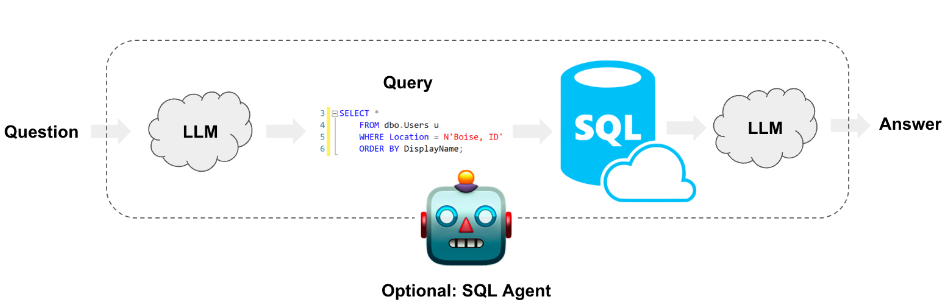 Question
LLM
Query
3 SELECT *
4 FROM dbo.Users u
5 WHERE Location = N'Boise, ID'
6 ORDER BY DisplayName;
SQL
LLM
Answer
Optional: SQL Agent